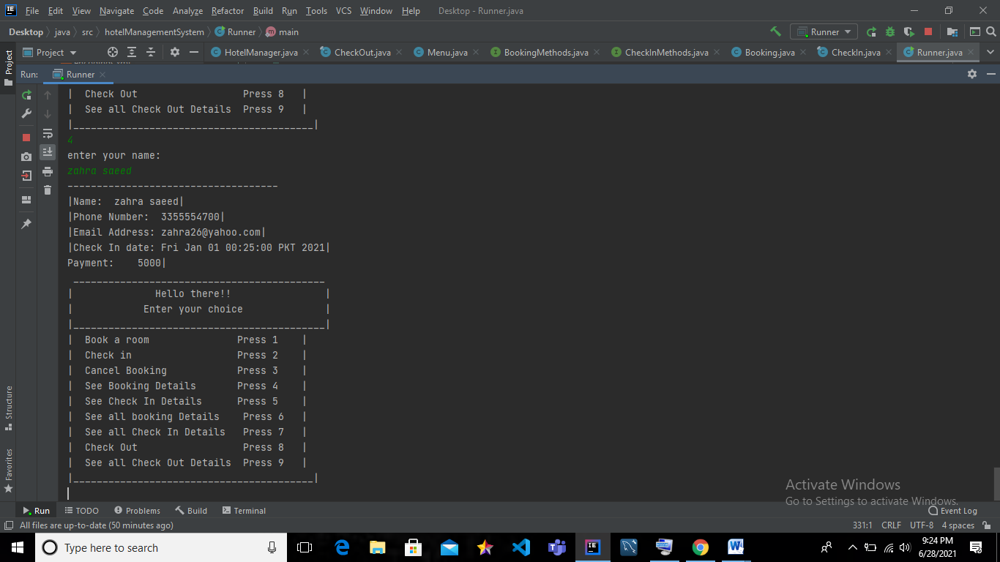 File Edit View Navigate Code Analyze Refactor Build Run Tools VCS Window Help Desktop - Runner.java
Desktop java src hotelManagementSystem Runner main Runner
Project HotelManager.java CheckOut.java Menu.java BookingMethods.java CheckInMethods.java Booking.java CheckIn.java Runner.java
Project
Run: Runner
| Check Out Press 8 |
| See all Check Out Details Press 9 |
|_________________________________________|
4
enter your name:
zahra saeed
------------------------------------
|Name:  zahra saeed|
|Phone Number:  3355554700|
|Email Address: zahra26@yahoo.com|
|Check In date: Fri Jan 01 00:25:00 PKT 2021|
Payment:    5000|
___________________________________________
| Hello there!! |
| Enter your choice |
|___________________________________________|
| Book a room Press 1 |
| Check in Press 2 |
| Cancel Booking Press 3 |
| See Booking Details Press 4 |
| See Check In Details Press 5 |
| See all booking Details Press 6 |
| See all Check In Details Press 7 |
| Check Out Press 8 |
| See all Check Out Details Press 9 |
|_________________________________________|
Structure
Favorites
Activate Windows
Go to Settings to activate Windows.
Run TODO Problems Build Terminal Event Log
All files are up-to-date (50 minutes ago) 331:1 CRLF UTF-8 4 spaces
Type here to search
9:24 PM
6/28/2021